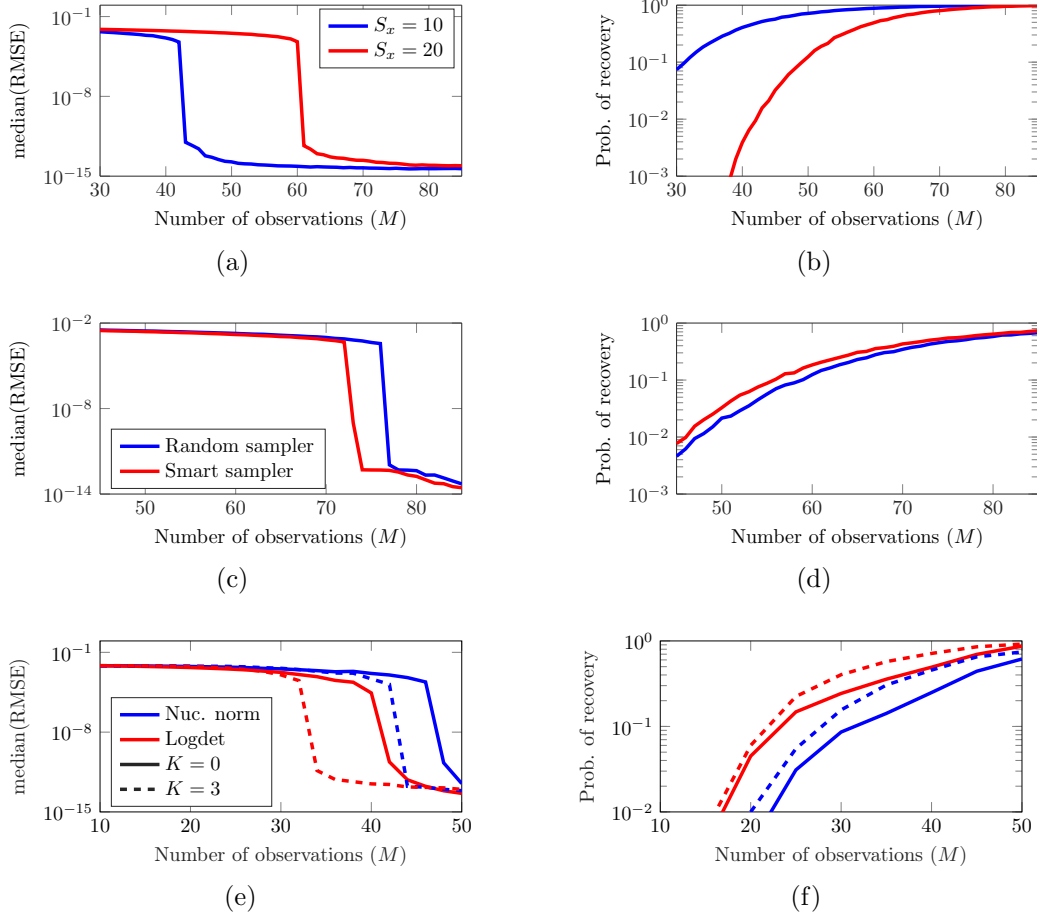 median(RMSE)
10^{-1}
10^{-8}
10^{-15}
S_x = 10
S_x = 20
30 40 50 60 70 80
Number of observations (M)
(a)
Prob. of recovery
10^0
10^{-1}
10^{-2}
10^{-3}
30 40 50 60 70 80
Number of observations (M)
(b)
median(RMSE)
10^{-2}
10^{-8}
10^{-14}
Random sampler
Smart sampler
50 60 70 80
Number of observations (M)
(c)
Prob. of recovery
10^0
10^{-1}
10^{-2}
10^{-3}
50 60 70 80
Number of observations (M)
(d)
median(RMSE)
10^{-1}
10^{-8}
10^{-15}
Nuc. norm
Logdet
K = 0
K = 3
10 20 30 40 50
Number of observations (M)
(e)
Prob. of recovery
10^0
10^{-1}
10^{-2}
10 20 30 40 50
Number of observations (M)
(f)